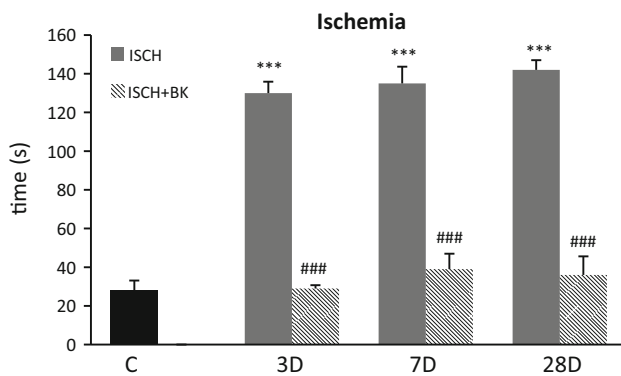 Ischemia
160
140
120
100
80
60
40
20
0
time (s)
ISCH
ISCH+BK
***
***
***
###
###
###
C
3D
7D
28D